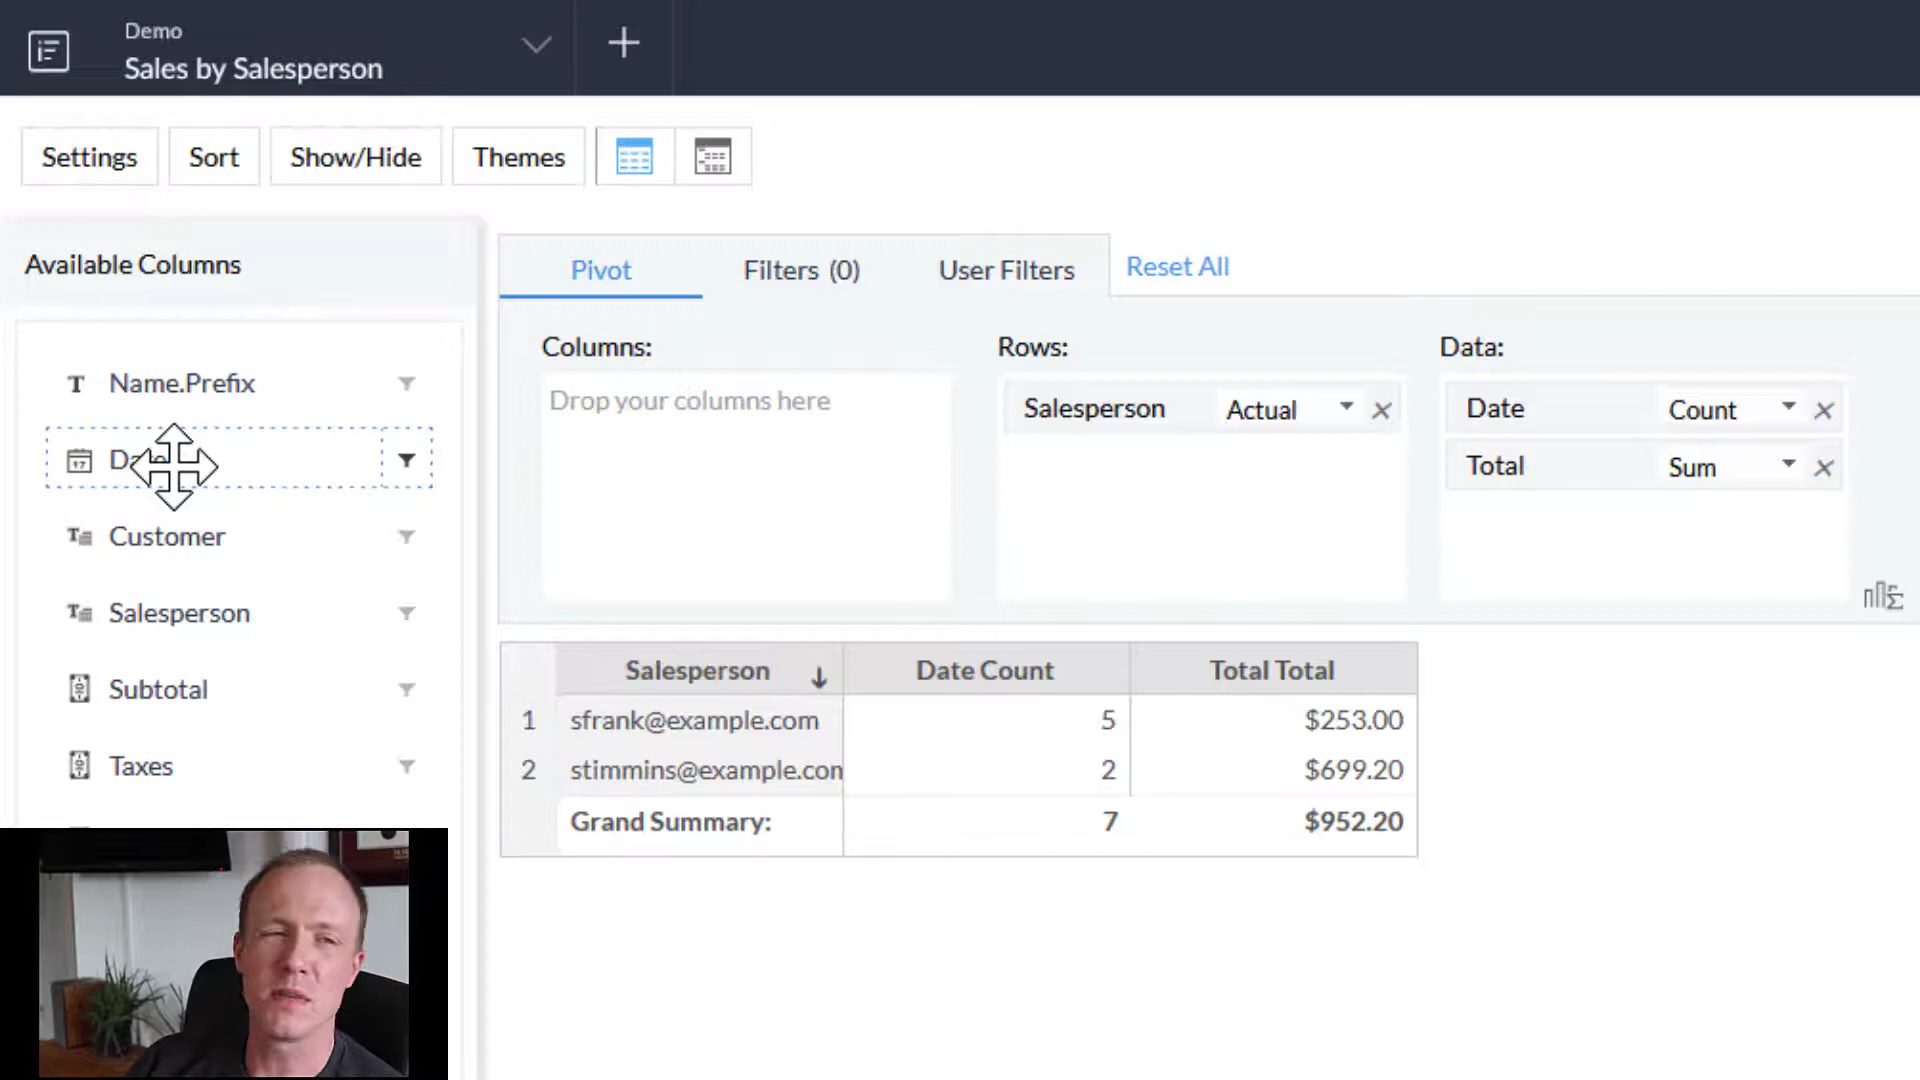 Demo
Sales by Salesperson
Settings
Sort
Show/Hide
Themes
Available Columns
Name.Prefix
Customer
Salesperson
Subtotal
Taxes
Pivot
Filters (0)
User Filters
Reset All
Columns:
Drop your columns here
Rows:
Salesperson Actual
Data:
Date Count
Total Sum
Salesperson Date Count Total Total
1 sfrank@example.com 5 $253.00
2 stimmins@example.com 2 $699.20
Grand Summary: 7 $952.20